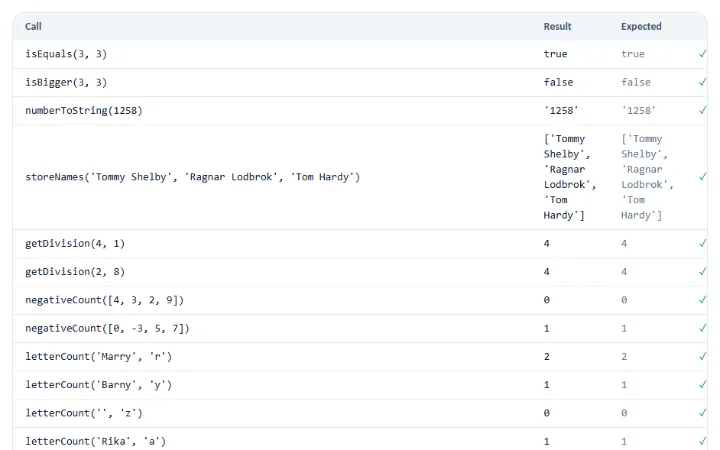 Call Result Expected
isEquals(3, 3) true true ✓
isBigger(3, 3) false false ✓
numberToString(1258) '1258' '1258' ✓
storeNames('Tommy Shelby', 'Ragnar Lodbrok', 'Tom Hardy') ✓
['Tommy
Shelby',
'Ragnar
Lodbrok',
'Tom
Hardy']
['Tommy
Shelby',
'Ragnar
Lodbrok',
'Tom
Hardy']
getDivision(4, 1) 4 4 ✓
getDivision(2, 8) 4 4 ✓
negativeCount([4, 3, 2, 9]) 0 0 ✓
negativeCount([0, -3, 5, 7]) 1 1 ✓
letterCount('Marry', 'r') 2 2 ✓
letterCount('Barny', 'y') 1 1 ✓
letterCount('', 'z') 0 0 ✓
letterCount('Rika', 'a') 1 1 ✓